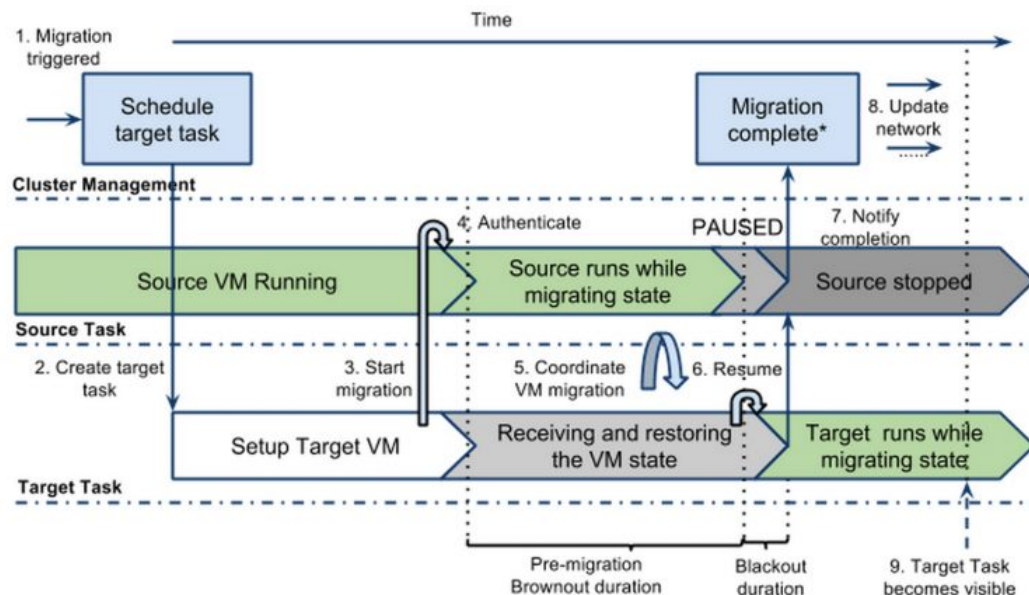 Time
1. Migration
triggered
Schedule
target task
Migration
complete*
8. Update
network
Cluster Management
4. Authenticate
PAUSED
7. Notify
completion
Source VM Running
Source runs while
migrating state
Source stopped
Source Task
2. Create target
task
3. Start
migration
5. Coordinate
VM migration
6. Resume
Setup Target VM
Receiving and restoring
the VM state
Target runs while
migrating state
Target Task
Pre-migration
Brownout duration
Blackout
duration
9. Target Task
becomes visible